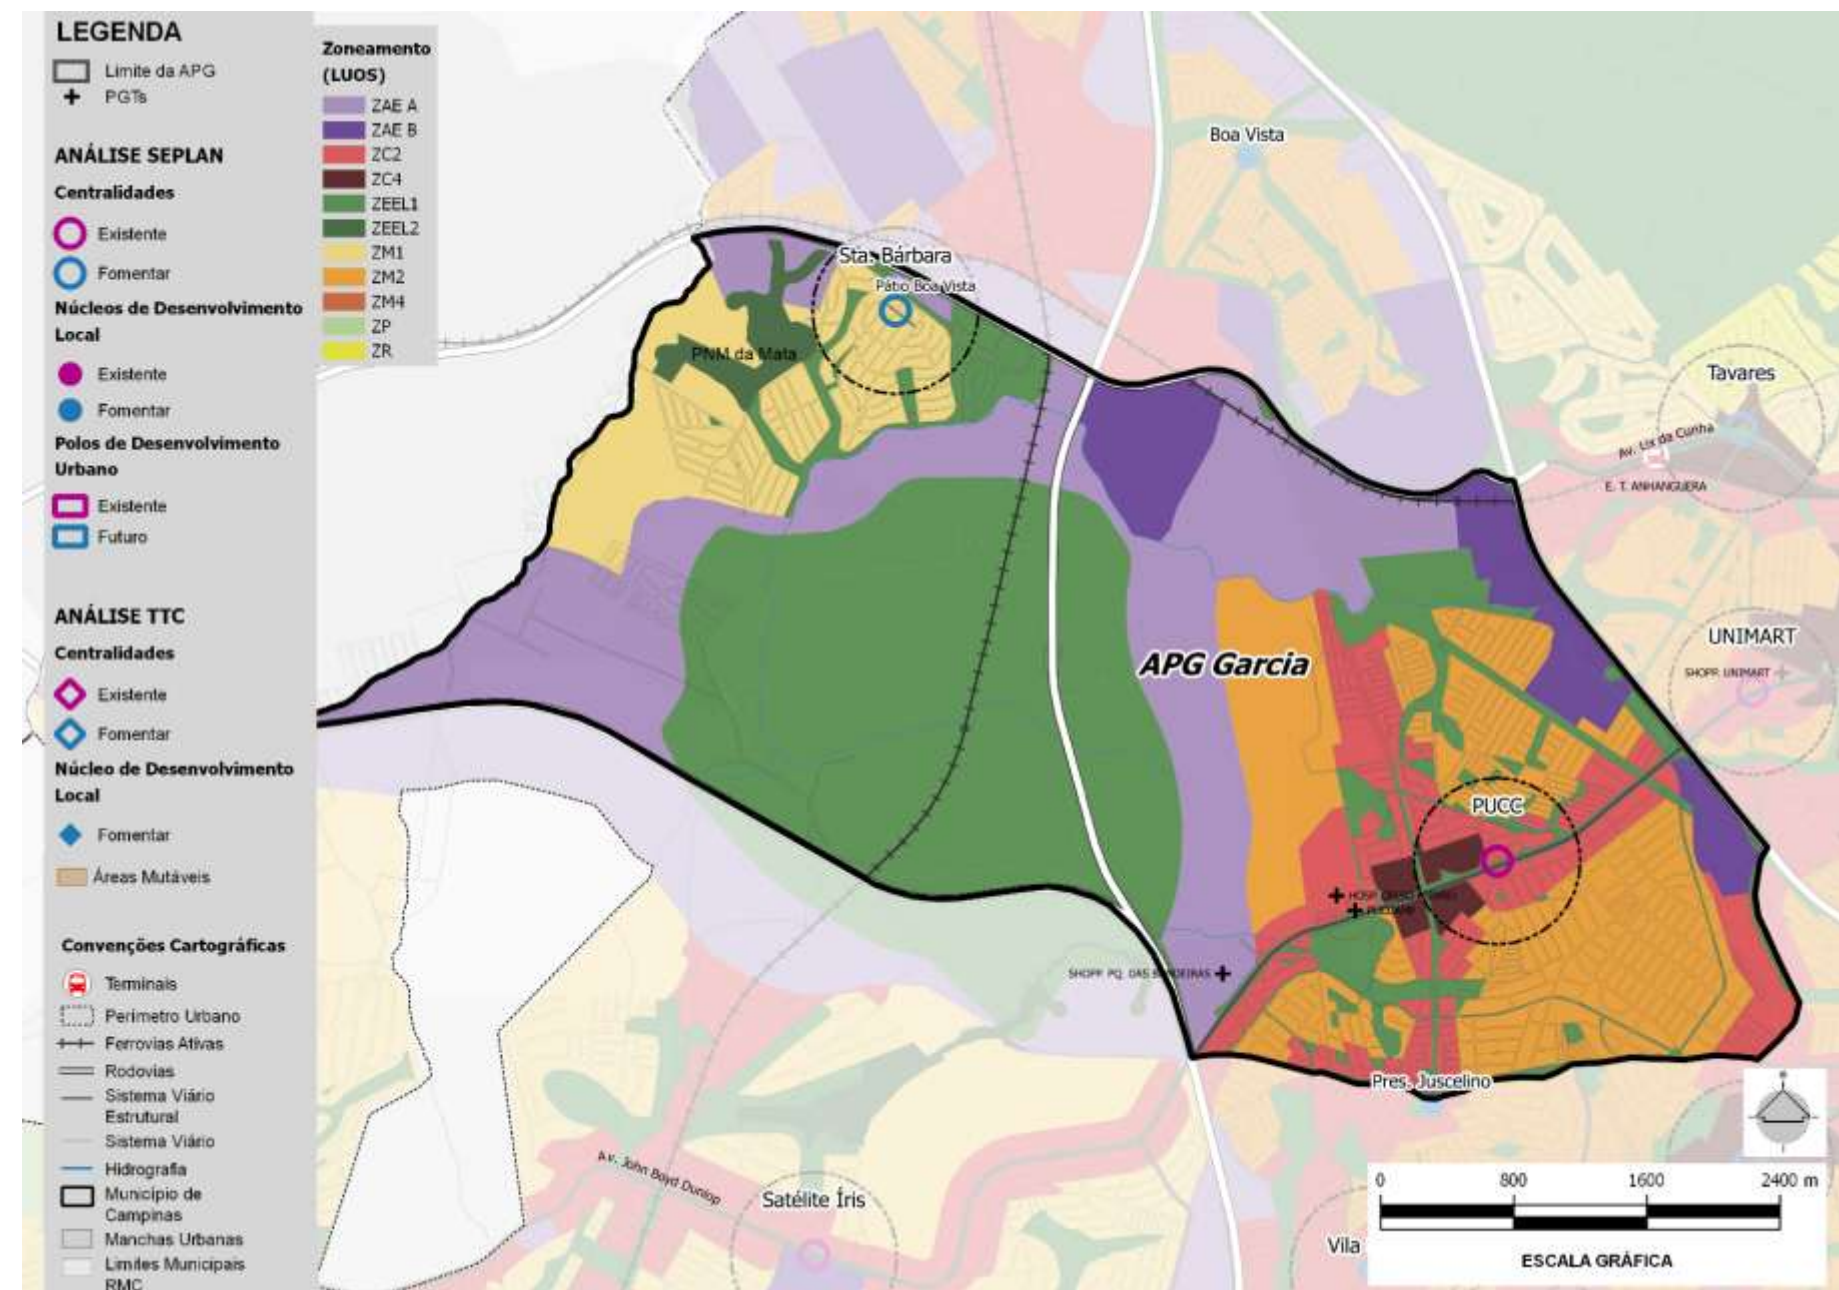 LEGENDA
Limite da APG
PGTs
ANÁLISE SEPLAN
Centralidades
Existente
Fomentar
Núcleos de Desenvolvimento
Local
Existente
Fomentar
Polos de Desenvolvimento
Urbano
Existente
Futuro
ANÁLISE TTC
Centralidades
Existente
Fomentar
Núcleo de Desenvolvimento
Local
Fomentar
Áreas Mutáveis
Convenções Cartográficas
Terminais
Perímetro Urbano
Ferrovias Ativas
Rodovias
Sistema Viário
Estrutural
Sistema Viário
Hidrografia
Município de
Campinas
Manchas Urbanas
Limites Municipais
RMC
Zoneamento
(LUOS)
ZAE A
ZAE B
ZC2
ZC4
ZEEL1
ZEEL2
ZM1
ZM2
ZM4
ZP
ZR
Boa Vista
Sta. Bárbara
Pátio Boa Vista
PNM da Mata
Tavares
Av. Lix da Cunha
E. T. ANHANGUERA
UNIMART
SHOPP. UNIMART
APG Garcia
PUCC
HOSP.
SHOPP. PQ. DAS BANDEIRAS
Pres. Juscelino
Av. John Boyd Dunlop
Satélite Íris
Vila
0 800 1600 2400 m
ESCALA GRÁFICA